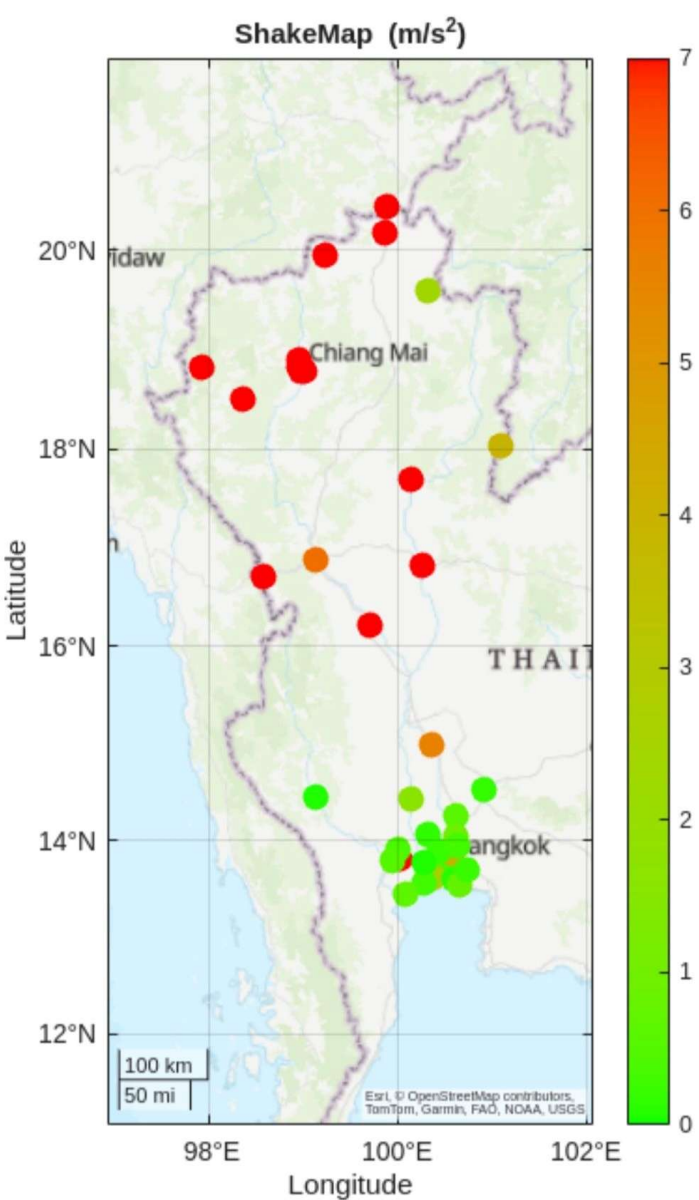 ShakeMap (m/s²)
7
6
5
4
3
2
1
0
20°N
18°N
16°N
14°N
12°N
Latitude
idaw
Chiang Mai
n
THAI
angkok
100 km
50 mi
Esri, © OpenStreetMap contributors,
TomTom, Garmin, FAO, NOAA, USGS
98°E 100°E 102°E
Longitude